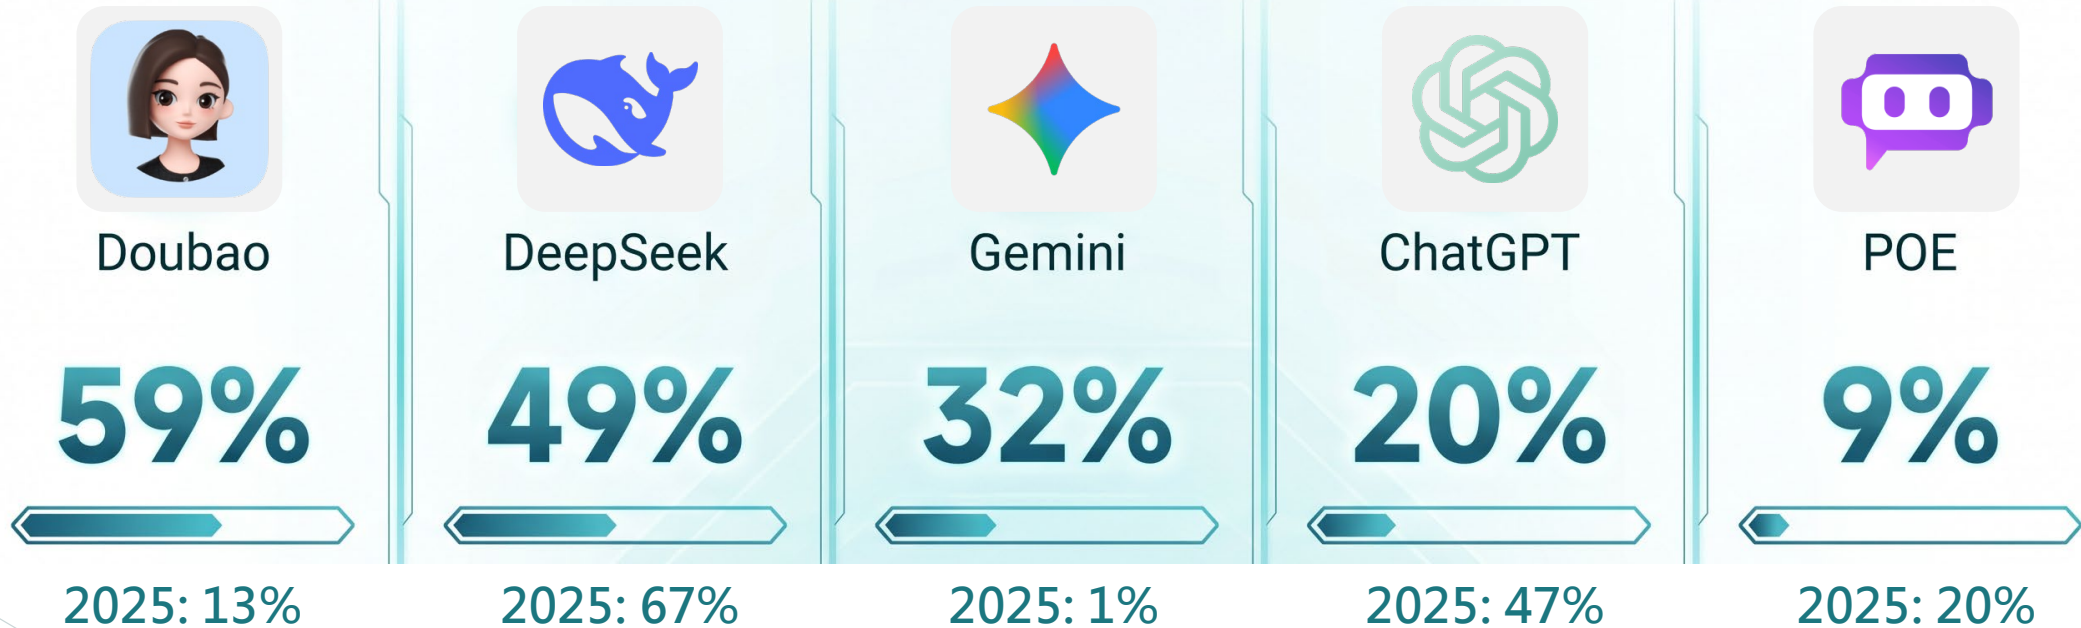 Doubao
59%
2025: 13%
DeepSeek
49%
2025: 67%
Gemini
32%
2025: 1%
ChatGPT
20%
2025: 47%
POE
9%
2025: 20%